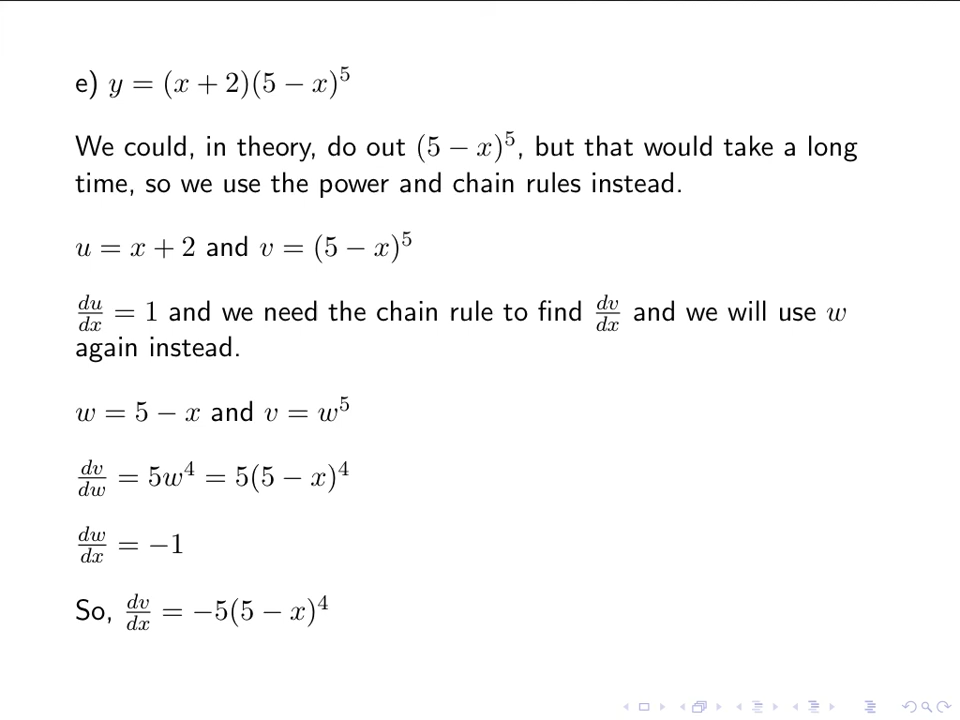 e) y = (x + 2)(5 − x)^5
We could, in theory, do out (5 − x)^5, but that would take a long
time, so we use the power and chain rules instead.
u = x + 2 and v = (5 − x)^5
du/dx = 1 and we need the chain rule to find dv/dx and we will use w
again instead.
w = 5 − x and v = w^5
dv/dw = 5w^4 = 5(5 − x)^4
dw/dx = −1
So, dv/dx = −5(5 − x)^4